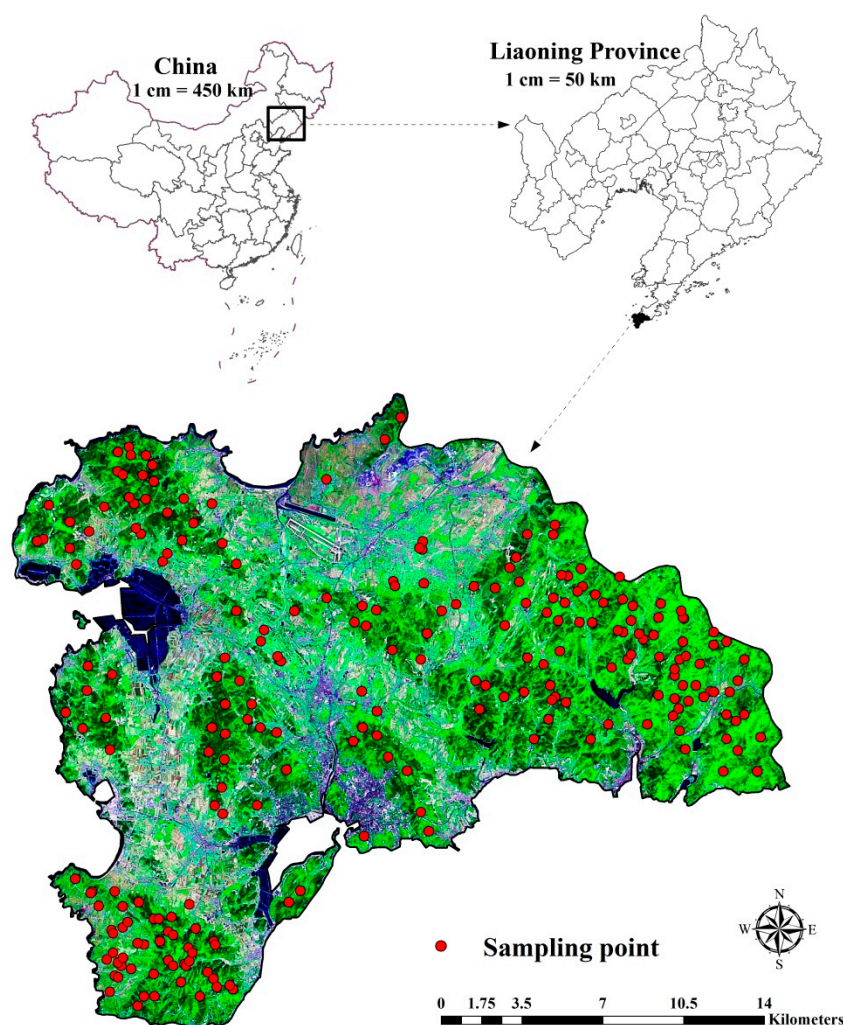 China
1 cm = 450 km
Liaoning Province
1 cm = 50 km
N
W E
S
Sampling point
0 1.75 3.5 7 10.5 14
Kilometers